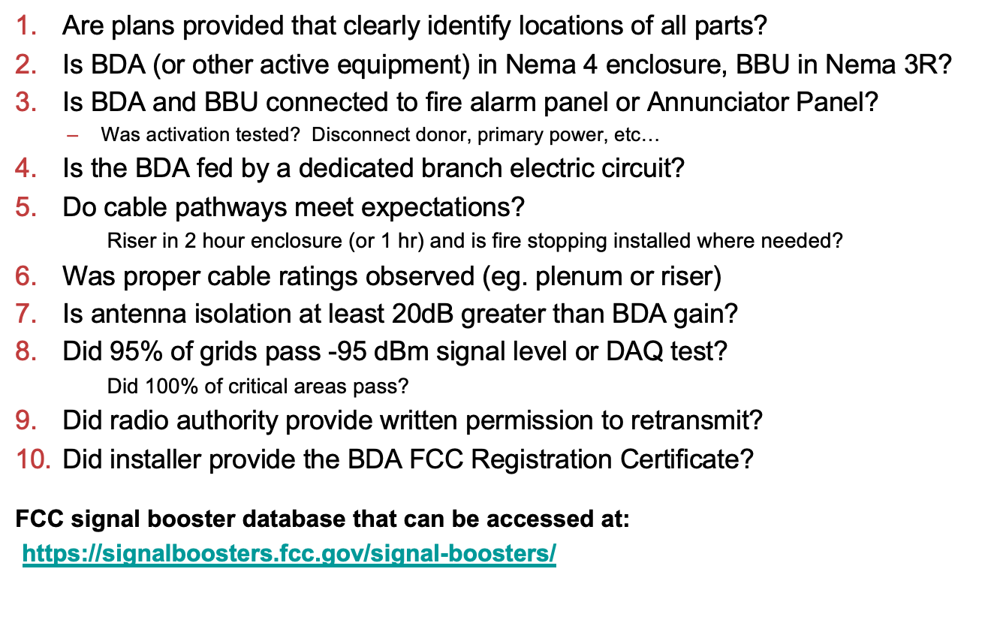 1. Are plans provided that clearly identify locations of all parts?
2. Is BDA (or other active equipment) in Nema 4 enclosure, BBU in Nema 3R?
3. Is BDA and BBU connected to fire alarm panel or Annunciator Panel?
– Was activation tested? Disconnect donor, primary power, etc…
4. Is the BDA fed by a dedicated branch electric circuit?
5. Do cable pathways meet expectations?
Riser in 2 hour enclosure (or 1 hr) and is fire stopping installed where needed?
6. Was proper cable ratings observed (eg. plenum or riser)
7. Is antenna isolation at least 20dB greater than BDA gain?
8. Did 95% of grids pass -95 dBm signal level or DAQ test?
Did 100% of critical areas pass?
9. Did radio authority provide written permission to retransmit?
10. Did installer provide the BDA FCC Registration Certificate?
FCC signal booster database that can be accessed at:
https://signalboosters.fcc.gov/signal-boosters/